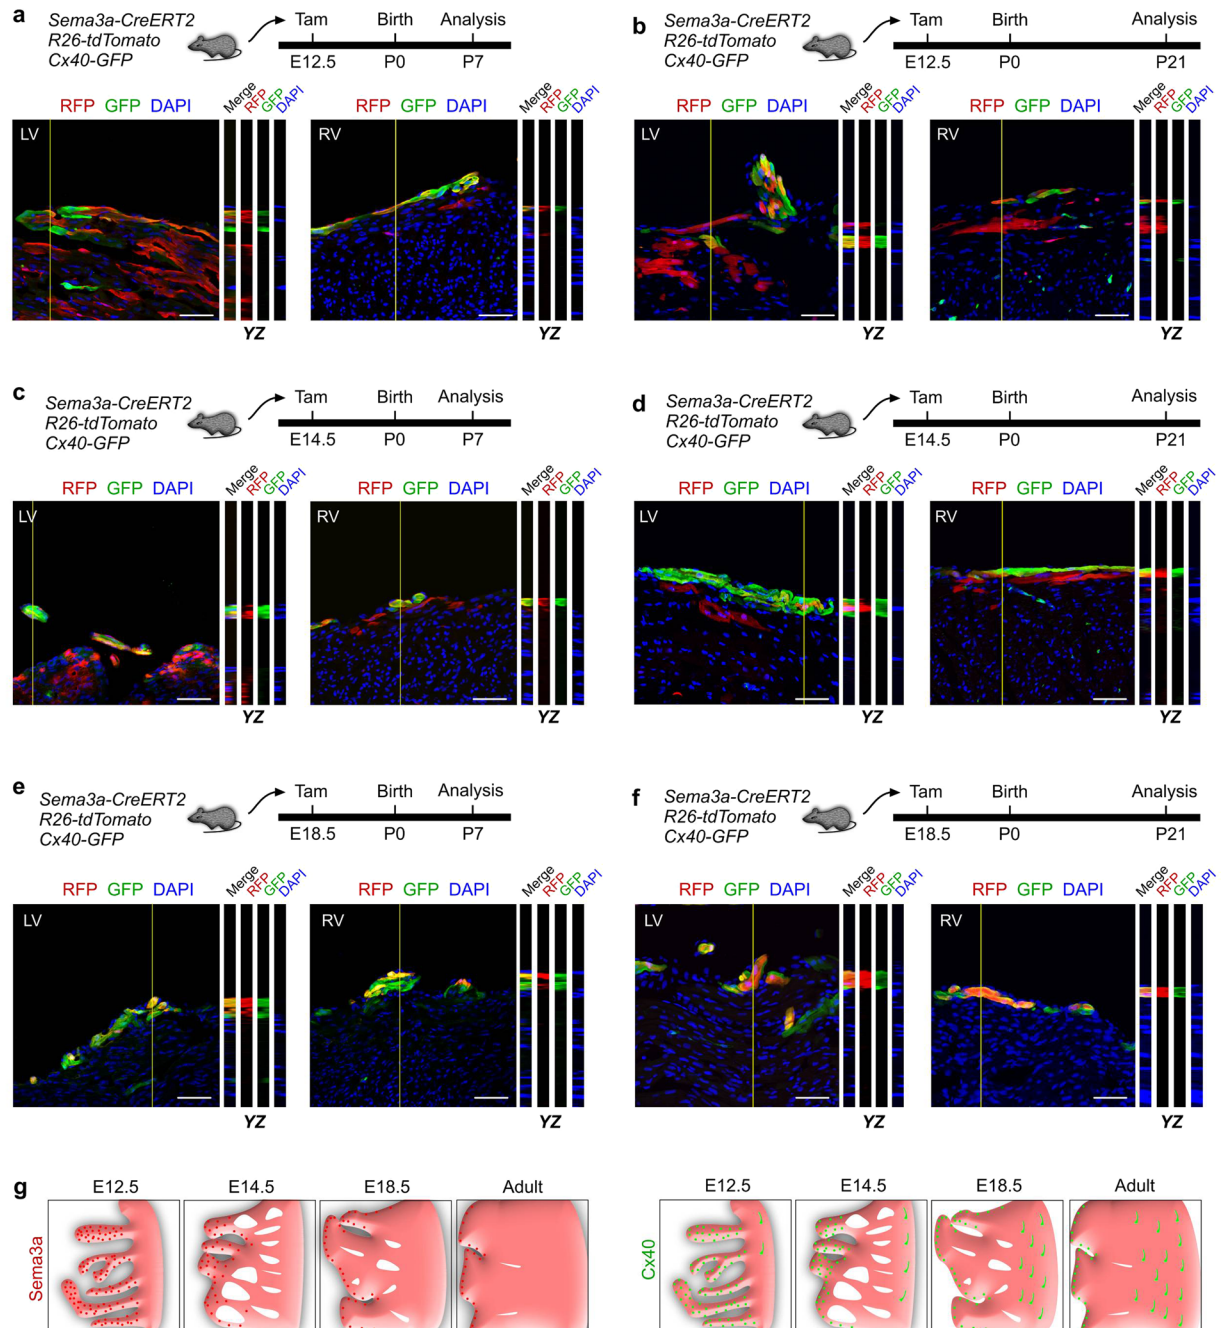 a
Sema3a-CreERT2
R26-tdTomato
Cx40-GFP
Tam Birth Analysis
E12.5 P0 P7
RFP GFP DAPI
Merge RFP GFP DAPI
LV
YZ
RFP GFP DAPI
Merge RFP GFP DAPI
RV
YZ
b
Sema3a-CreERT2
R26-tdTomato
Cx40-GFP
Tam Birth Analysis
E12.5 P0 P21
RFP GFP DAPI
Merge RFP GFP DAPI
LV
YZ
RFP GFP DAPI
Merge RFP GFP DAPI
RV
YZ
c
Sema3a-CreERT2
R26-tdTomato
Cx40-GFP
Tam Birth Analysis
E14.5 P0 P7
RFP GFP DAPI
Merge RFP GFP DAPI
LV
YZ
RFP GFP DAPI
Merge RFP GFP DAPI
RV
YZ
d
Sema3a-CreERT2
R26-tdTomato
Cx40-GFP
Tam Birth Analysis
E14.5 P0 P21
RFP GFP DAPI
Merge RFP GFP DAPI
LV
YZ
RFP GFP DAPI
Merge RFP GFP DAPI
RV
YZ
e
Sema3a-CreERT2
R26-tdTomato
Cx40-GFP
Tam Birth Analysis
E18.5 P0 P7
RFP GFP DAPI
Merge RFP GFP DAPI
LV
YZ
RFP GFP DAPI
Merge RFP GFP DAPI
RV
YZ
f
Sema3a-CreERT2
R26-tdTomato
Cx40-GFP
Tam Birth Analysis
E18.5 P0 P21
RFP GFP DAPI
Merge RFP GFP DAPI
LV
YZ
RFP GFP DAPI
Merge RFP GFP DAPI
RV
YZ
g
E12.5 E14.5 E18.5 Adult
Sema3a
E12.5 E14.5 E18.5 Adult
Cx40